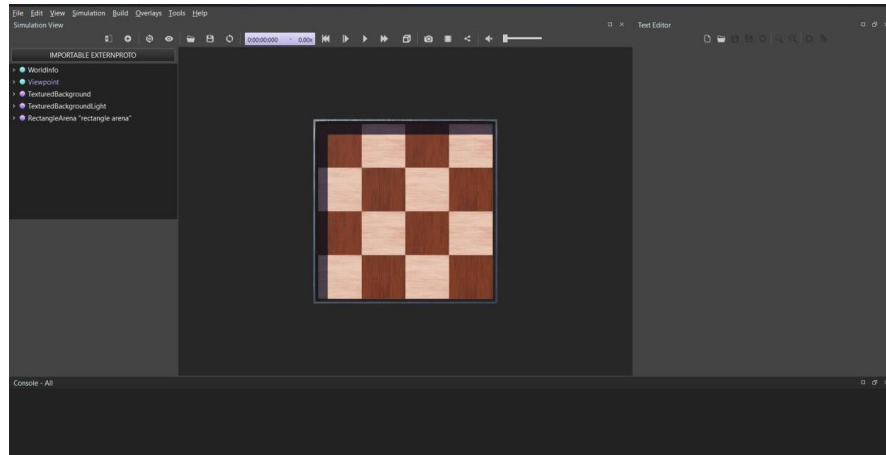 File Edit View Simulation Build Overlays Tools Help
Simulation View
Text Editor
0:00:00:000 - 0.00x
IMPORTABLE EXTERNPROTO
WorldInfo
Viewpoint
TexturedBackground
TexturedBackgroundLight
RectangleArena "rectangle arena"
Console - All